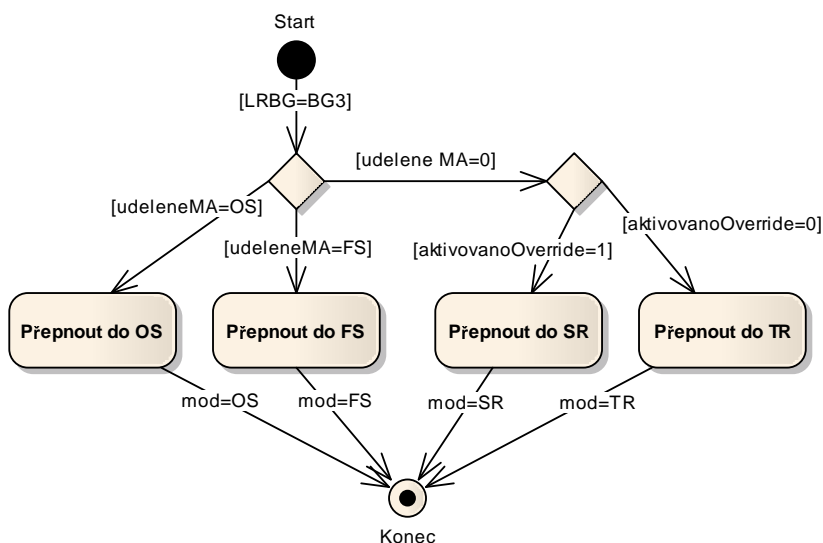 Start
[LRBG=BG3]
[udelene MA=0]
[udeleneMA=OS]
[aktivovanoOverride=0]
[udeleneMA=FS]
[aktivovanoOverride=1]
Přepnout do OS
Přepnout do FS
Přepnout do SR
Přepnout do TR
mod=OS
mod=FS
mod=SR
mod=TR
Konec